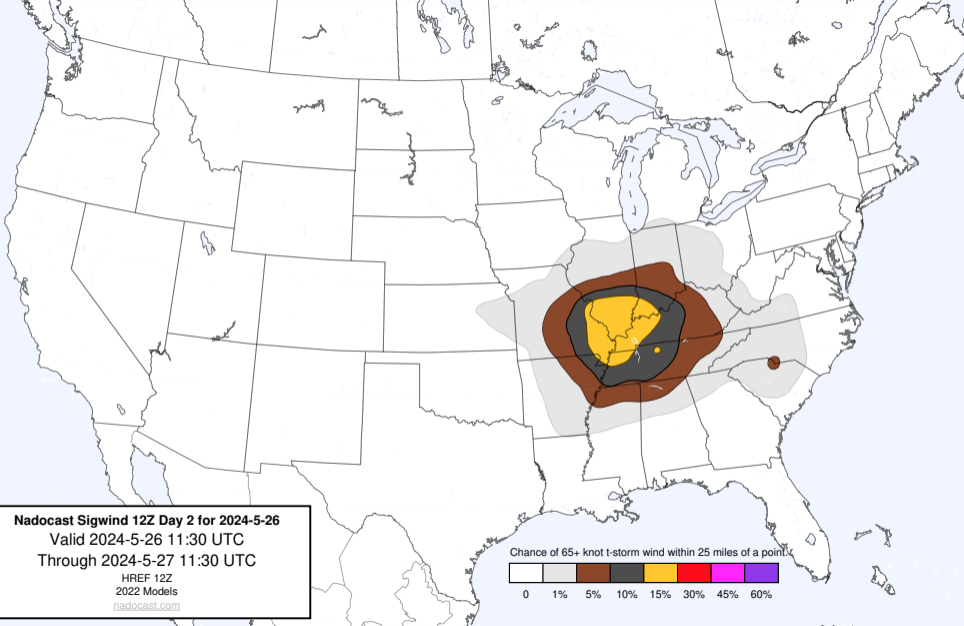 Nadocast Sigwind 12Z Day 2 for 2024-5-26
Valid 2024-5-26 11:30 UTC
Through 2024-5-27 11:30 UTC
HREF 12Z
2022 Models
nadocast.com
Chance of 65+ knot t-storm wind within 25 miles of a point.
0 1% 5% 10% 15% 30% 45% 60%